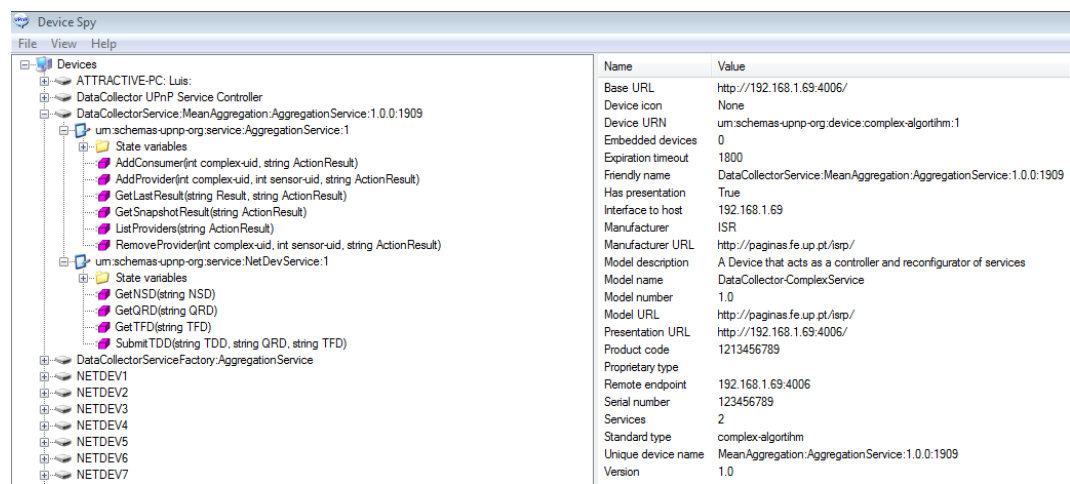 Device Spy
File View Help
Devices
ATTRACTIVE-PC: Luis:
DataCollector UPnP Service Controller
DataCollectorService:MeanAggregation:AggregationService:1.0.0:1909
urn:schemas-upnp-org:service:AggregationService:1
State variables
AddConsumer(int complex-uid, string ActionResult)
AddProvider(int complex-uid, int sensor-uid, string ActionResult)
GetLastResult(string Result, string ActionResult)
GetSnapshotResult(string ActionResult)
ListProviders(string ActionResult)
RemoveProvider(int complex-uid, int sensor-uid, string ActionResult)
urn:schemas-upnp-org:service:NetDevService:1
State variables
GetNSD(string NSD)
GetQRD(string QRD)
GetTFD(string TFD)
SubmitTDD(string TDD, string QRD, string TFD)
DataCollectorServiceFactory:AggregationService
NETDEV1
NETDEV2
NETDEV3
NETDEV4
NETDEV5
NETDEV6
NETDEV7
Name Value
Base URL http://192.168.1.69:4006/
Device icon None
Device URN urn:schemas-upnp-org:device:complex-algortihm:1
Embedded devices 0
Expiration timeout 1800
Friendly name DataCollectorService:MeanAggregation:AggregationService:1.0.0:1909
Has presentation True
Interface to host 192.168.1.69
Manufacturer ISR
Manufacturer URL http://paginas.fe.up.pt/isrp/
Model description A Device that acts as a controller and reconfigurator of services
Model name DataCollector-ComplexService
Model number 1.0
Model URL http://paginas.fe.up.pt/isrp/
Presentation URL http://192.168.1.69:4006/
Product code 1213456789
Proprietary type
Remote endpoint 192.168.1.69:4006
Serial number 123456789
Services 2
Standard type complex-algortihm
Unique device name MeanAggregation:AggregationService:1.0.0:1909
Version 1.0